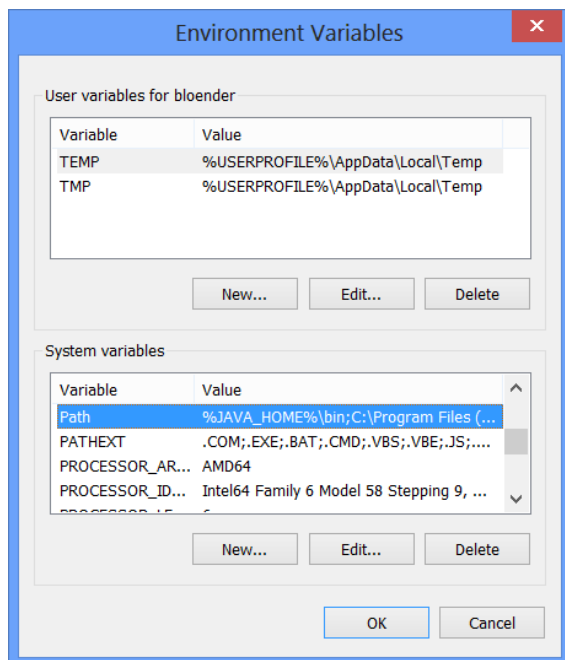 Environment Variables
User variables for bloender
Variable Value
TEMP %USERPROFILE%\AppData\Local\Temp
TMP %USERPROFILE%\AppData\Local\Temp
New... Edit... Delete
System variables
Variable Value
Path %JAVA_HOME%\bin;C:\Program Files (...
PATHEXT .COM;.EXE;.BAT;.CMD;.VBS;.VBE;.JS;....
PROCESSOR_AR... AMD64
PROCESSOR_ID... Intel64 Family 6 Model 58 Stepping 9, ...
New... Edit... Delete
OK Cancel